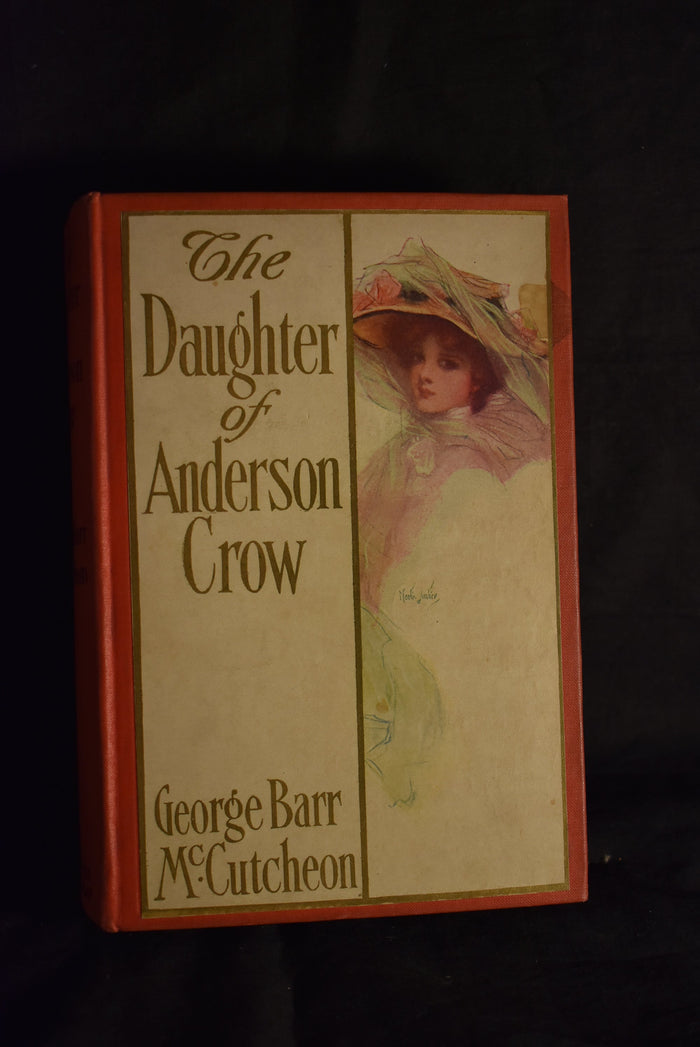 The
Daughter
of
Anderson
Crow
George Barr
McCutcheon